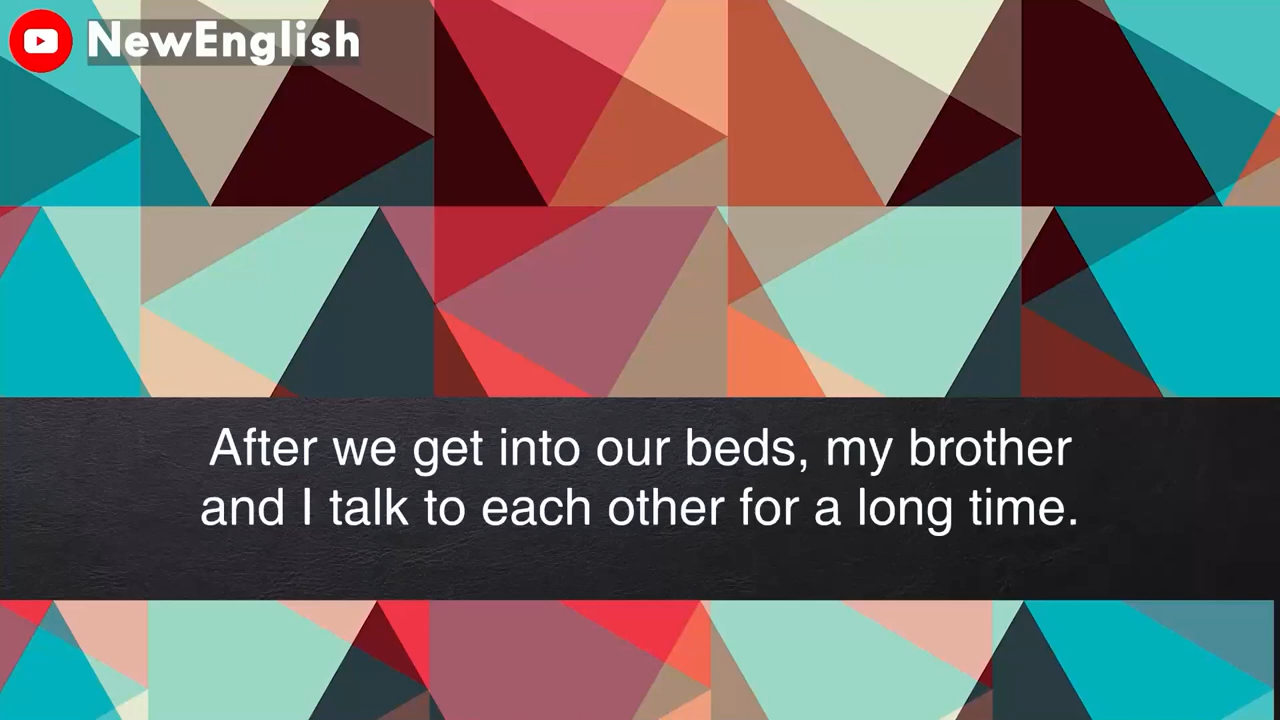 NewEnglish
After we get into our beds, my brother
and I talk to each other for a long time.